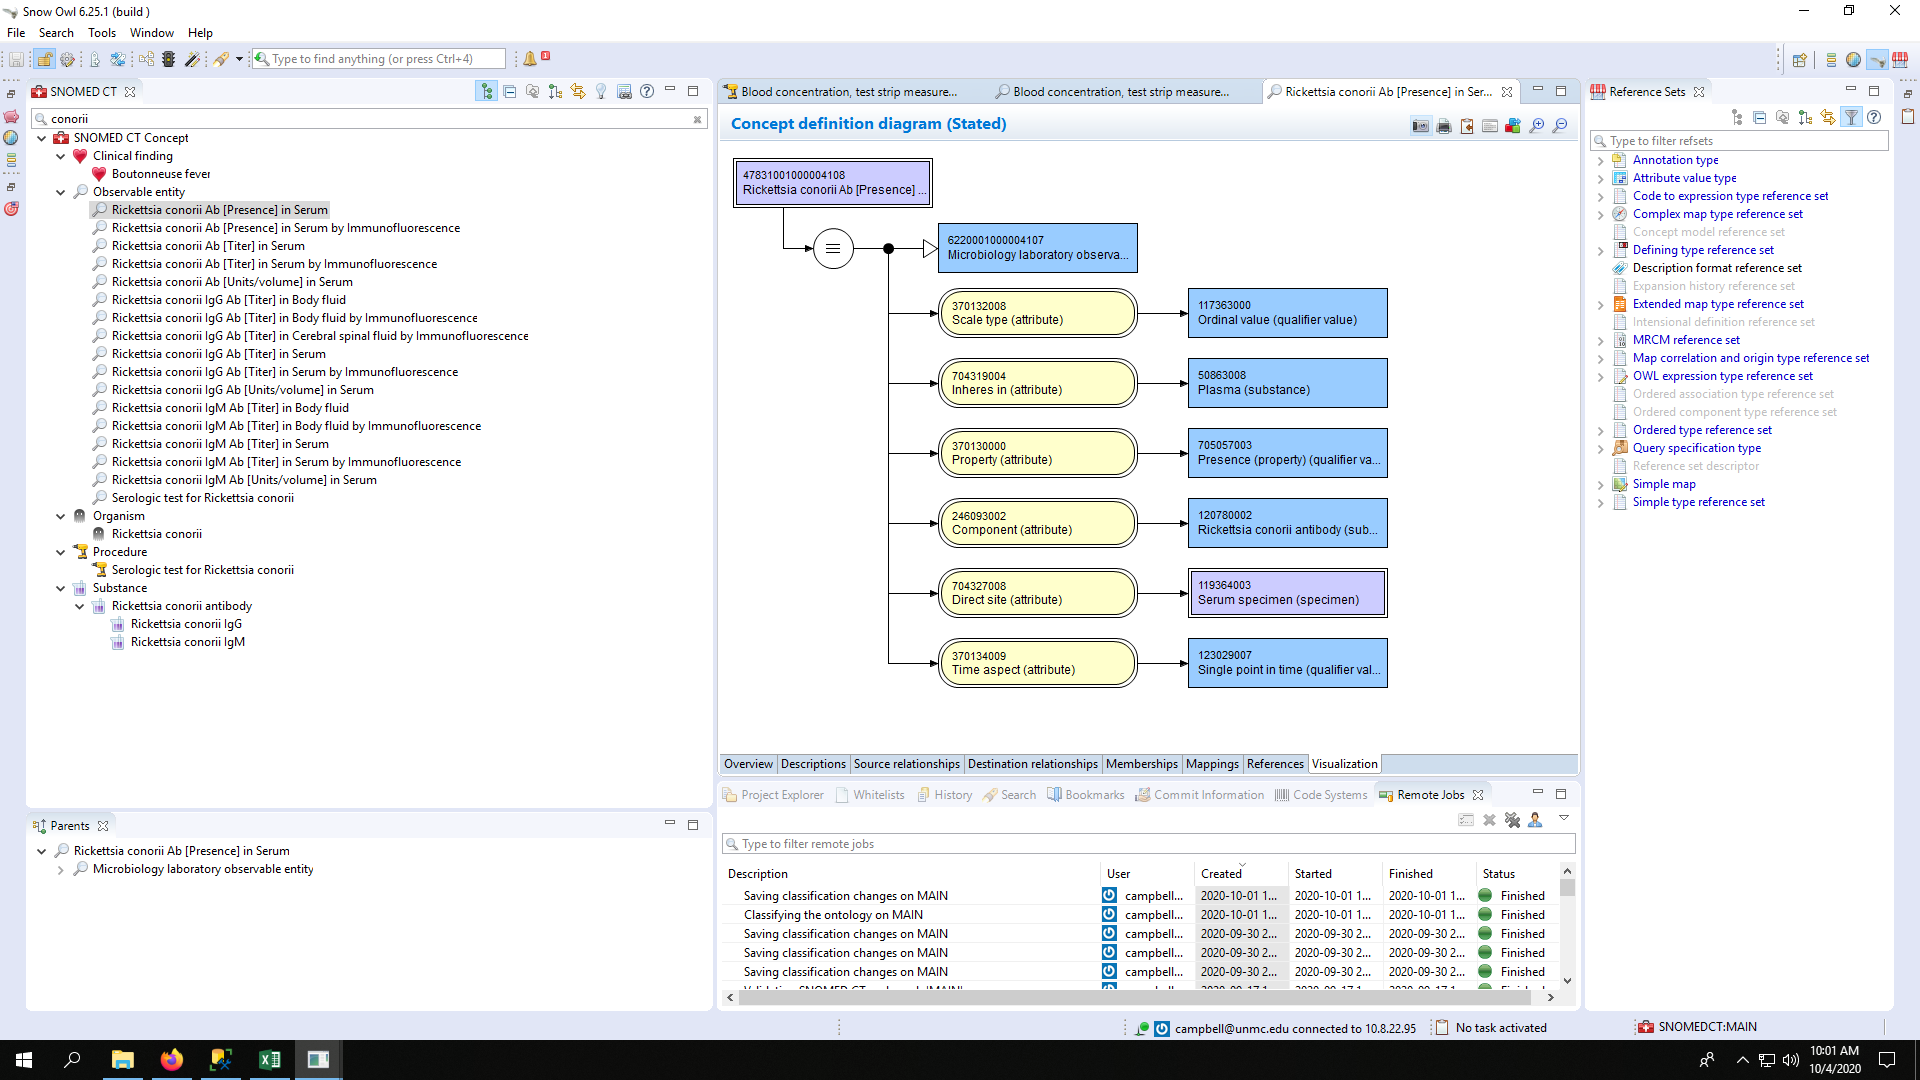 Snow Owl 6.25.1 (build )
File Search Tools Window Help
Type to find anything (or press Ctrl+4)
SNOMED CT
conorii
SNOMED CT Concept
Clinical finding
Boutonneuse fever
Observable entity
Rickettsia conorii Ab [Presence] in Serum
Rickettsia conorii Ab [Presence] in Serum by Immunofluorescence
Rickettsia conorii Ab [Titer] in Serum
Rickettsia conorii Ab [Titer] in Serum by Immunofluorescence
Rickettsia conorii Ab [Units/volume] in Serum
Rickettsia conorii IgG Ab [Titer] in Body fluid
Rickettsia conorii IgG Ab [Titer] in Body fluid by Immunofluorescence
Rickettsia conorii IgG Ab [Titer] in Cerebral spinal fluid by Immunofluorescence
Rickettsia conorii IgG Ab [Titer] in Serum
Rickettsia conorii IgG Ab [Titer] in Serum by Immunofluorescence
Rickettsia conorii IgG Ab [Units/volume] in Serum
Rickettsia conorii IgM Ab [Titer] in Body fluid
Rickettsia conorii IgM Ab [Titer] in Body fluid by Immunofluorescence
Rickettsia conorii IgM Ab [Titer] in Serum
Rickettsia conorii IgM Ab [Titer] in Serum by Immunofluorescence
Rickettsia conorii IgM Ab [Units/volume] in Serum
Serologic test for Rickettsia conorii
Organism
Rickettsia conorii
Procedure
Serologic test for Rickettsia conorii
Substance
Rickettsia conorii antibody
Rickettsia conorii IgG
Rickettsia conorii IgM
Parents
Rickettsia conorii Ab [Presence] in Serum
Microbiology laboratory observable entity
Blood concentration, test strip measure...
Blood concentration, test strip measure...
Rickettsia conorii Ab [Presence] in Ser...
Concept definition diagram (Stated)
47831001000004108
Rickettsia conorii Ab [Presence] ...
6220001000004107
Microbiology laboratory observa...
370132008
Scale type (attribute)
117363000
Ordinal value (qualifier value)
704319004
Inheres in (attribute)
50863008
Plasma (substance)
370130000
Property (attribute)
705057003
Presence (property) (qualifier va...
246093002
Component (attribute)
120780002
Rickettsia conorii antibody (sub...
704327008
Direct site (attribute)
119364003
Serum specimen (specimen)
370134009
Time aspect (attribute)
123029007
Single point in time (qualifier val...
Overview Descriptions Source relationships Destination relationships Memberships Mappings References Visualization
Project Explorer Whitelists History Search Bookmarks Commit Information Code Systems Remote Jobs
Type to filter remote jobs
Description User Created Started Finished Status
Saving classification changes on MAIN campbell... 2020-10-01 1... 2020-10-01 1... 2020-10-01 1... Finished
Classifying the ontology on MAIN campbell... 2020-10-01 1... 2020-10-01 1... 2020-10-01 1... Finished
Saving classification changes on MAIN campbell... 2020-09-30 2... 2020-09-30 2... 2020-09-30 2... Finished
Saving classification changes on MAIN campbell... 2020-09-30 2... 2020-09-30 2... 2020-09-30 2... Finished
Saving classification changes on MAIN campbell... 2020-09-30 2... 2020-09-30 2... 2020-09-30 2... Finished
Reference Sets
Type to filter refsets
Annotation type
Attribute value type
Code to expression type reference set
Complex map type reference set
Concept model reference set
Defining type reference set
Description format reference set
Expansion history reference set
Extended map type reference set
Intensional definition reference set
MRCM reference set
Map correlation and origin type reference set
OWL expression type reference set
Ordered association type reference set
Ordered component type reference set
Ordered type reference set
Query specification type
Reference set descriptor
Simple map
Simple type reference set
campbell@unmc.edu connected to 10.8.22.95
No task activated
SNOMEDCT:MAIN
10:01 AM
10/4/2020